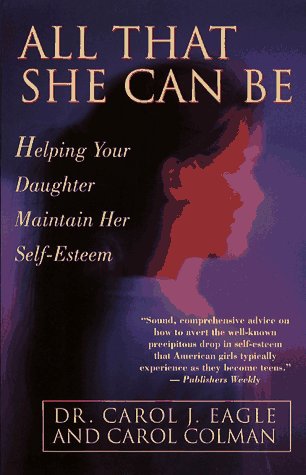 ALL THAT
SHE CAN BE
Helping Your
Daughter
Maintain Her
Self-Esteem
“Sound, comprehensive advice on
how to avert the well-known
precipitous drop in self-esteem
that American girls typically
experience as they become teens.”
— Publishers Weekly
DR. CAROL J. EAGLE
AND CAROL COLMAN